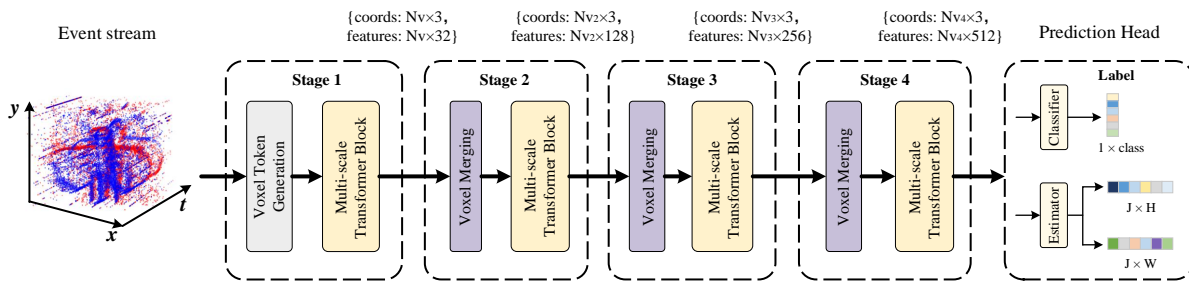 Event stream
y
x
t
{coords: Nv×3,
features: Nv×32}
{coords: Nv2×3,
features: Nv2×128}
{coords: Nv3×3,
features: Nv3×256}
{coords: Nv4×3,
features: Nv4×512}
Prediction Head
Stage 1
Voxel Token
Generation
Multi-scale
Transformer Block
Stage 2
Voxel Merging
Multi-scale
Transformer Block
Stage 3
Voxel Merging
Multi-scale
Transformer Block
Stage 4
Voxel Merging
Multi-scale
Transformer Block
Label
Classifier
1 × class
Estimator
J × H
J × W